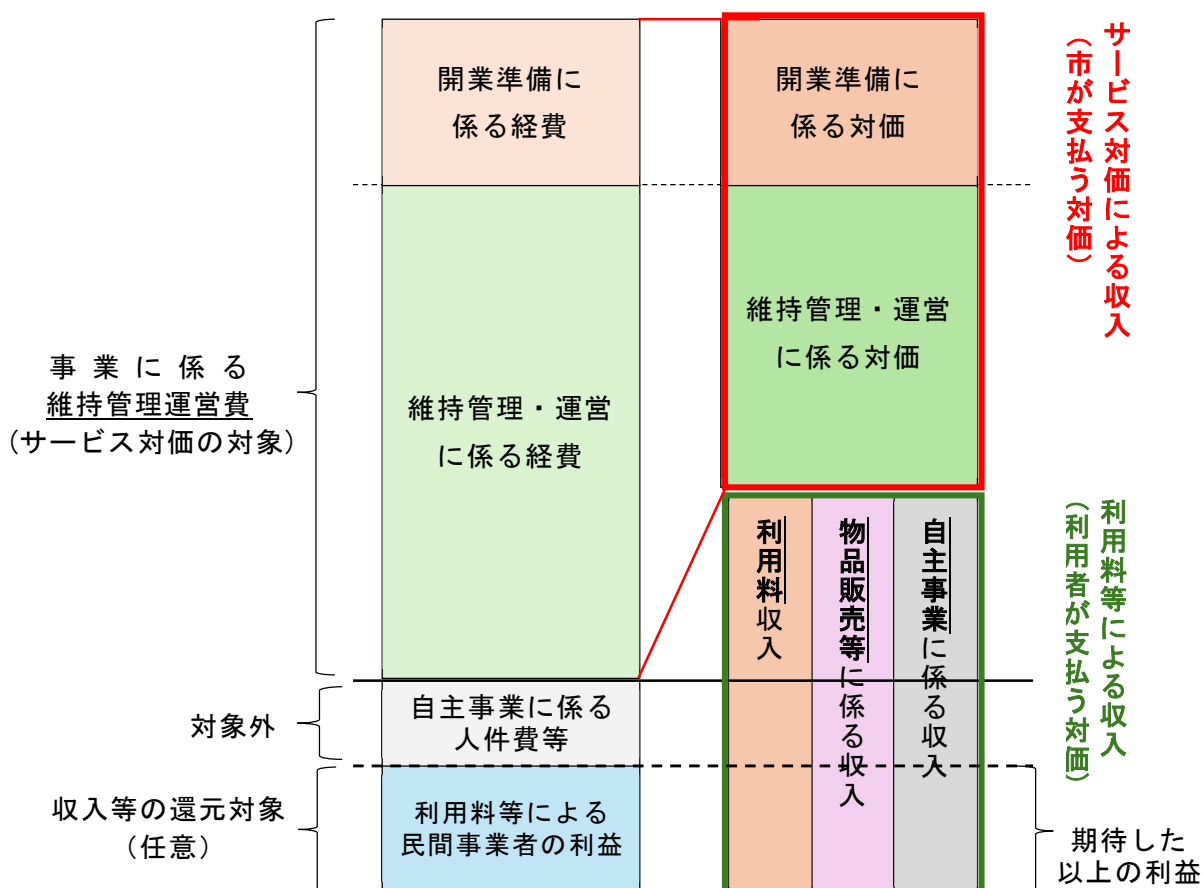 事業に係る
維持管理運営費
（サービス対価の対象）
対象外
収入等の還元対象
（任意）
開業準備に
係る経費
維持管理・運営
に係る経費
自主事業に係る
人件費等
利用料等による
民間事業者の利益
開業準備に
係る対価
維持管理・運営
に係る対価
利用料収入
物品販売等に係る収入
自主事業に係る収入
サービス対価による収入
（市が支払う対価）
利用料等による収入
（利用者が支払う対価）
期待した
以上の利益